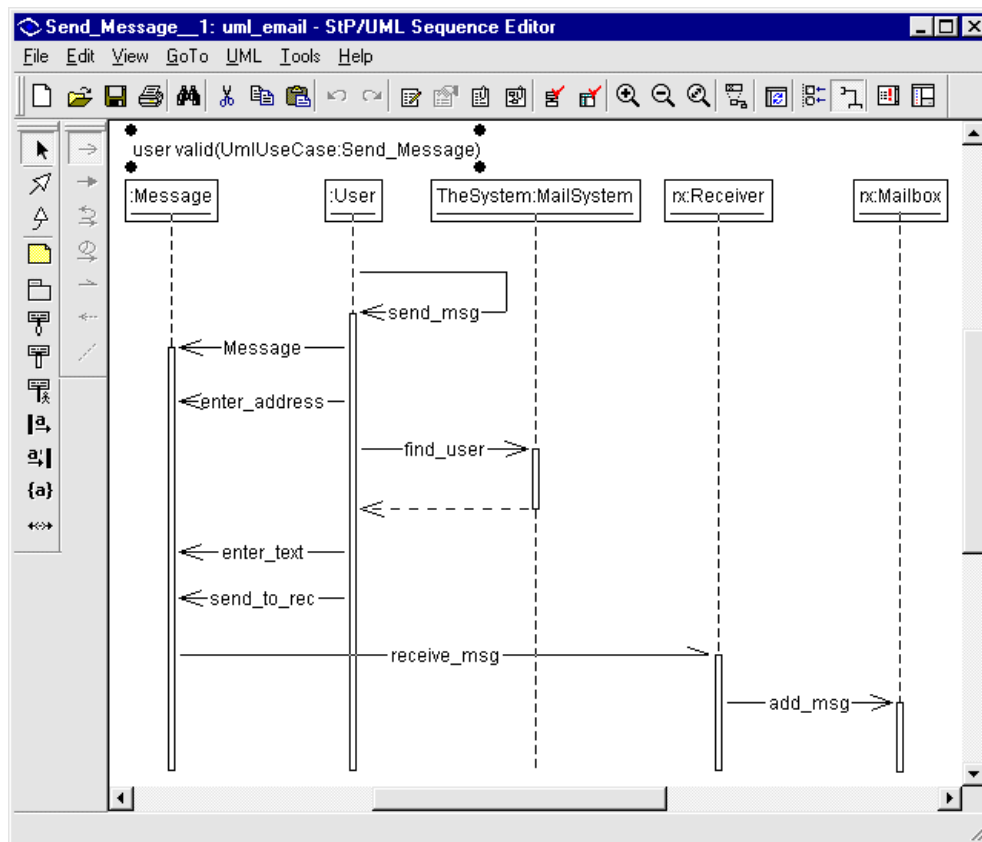 Send_Message__1: uml_email - StP/UML Sequence Editor
File Edit View GoTo UML Tools Help
user valid(UmlUseCase:Send_Message)
:Message :User TheSystem:MailSystem rx:Receiver rx:Mailbox
send_msg
Message
enter_address
find_user
enter_text
send_to_rec
receive_msg
add_msg
a
a
{a}